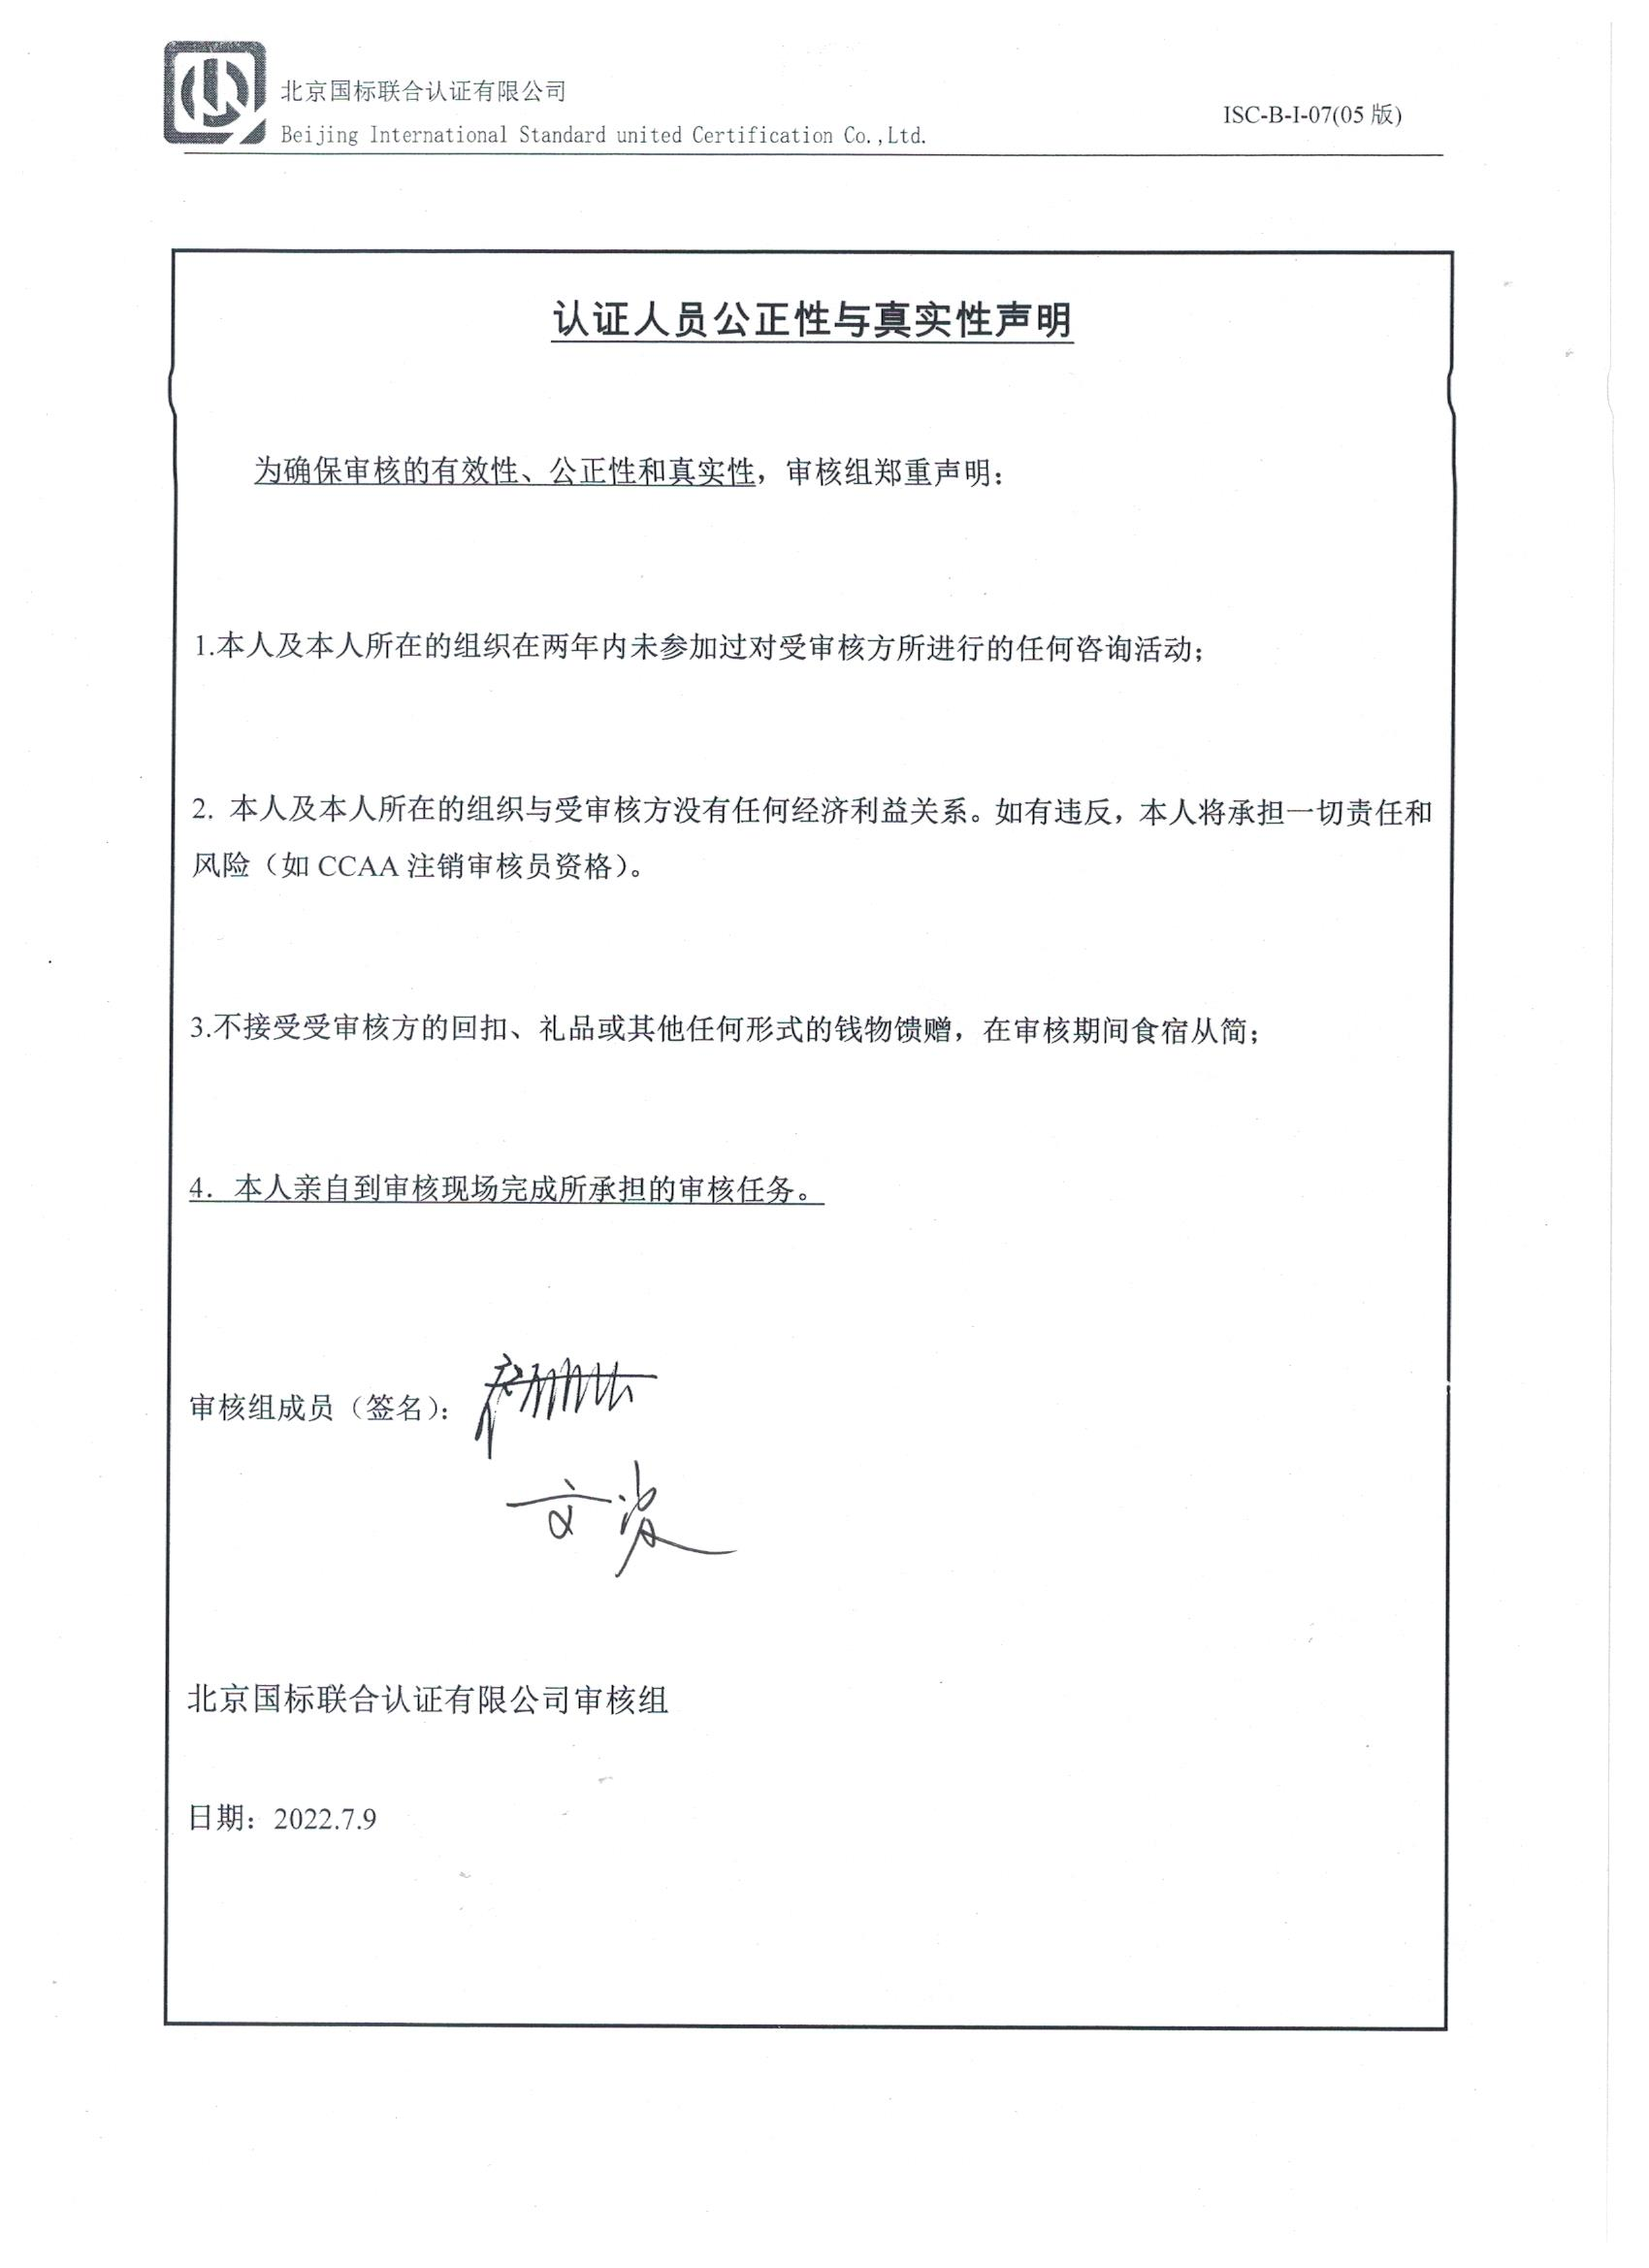 北京国标联合认证有限公司
Beijing International Standard united Certification Co.,Ltd.
ISC-B-I-07(05 版)
认证人员公正性与真实性声明
为确保审核的有效性、公正性和真实性，审核组郑重声明：
1.本人及本人所在的组织在两年内未参加过对受审核方所进行的任何咨询活动；
2. 本人及本人所在的组织与受审核方没有任何经济利益关系。如有违反，本人将承担一切责任和
风险（如 CCAA 注销审核员资格）。
3.不接受受审核方的回扣、礼品或其他任何形式的钱物馈赠，在审核期间食宿从简；
4. 本人亲自到审核现场完成所承担的审核任务。
审核组成员（签名）：
北京国标联合认证有限公司审核组
日期：2022.7.9